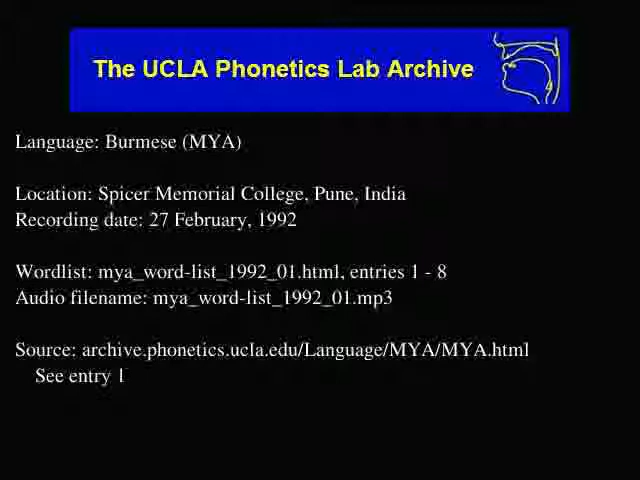 The UCLA Phonetics Lab Archive
Language: Burmese (MYA)
Location: Spicer Memorial College, Pune, India
Recording date: 27 February, 1992
Wordlist: mya_word-list_1992_01.html, entries 1 - 8
Audio filename: mya_word-list_1992_01.mp3
Source: archive.phonetics.ucla.edu/Language/MYA/MYA.html
See entry 1